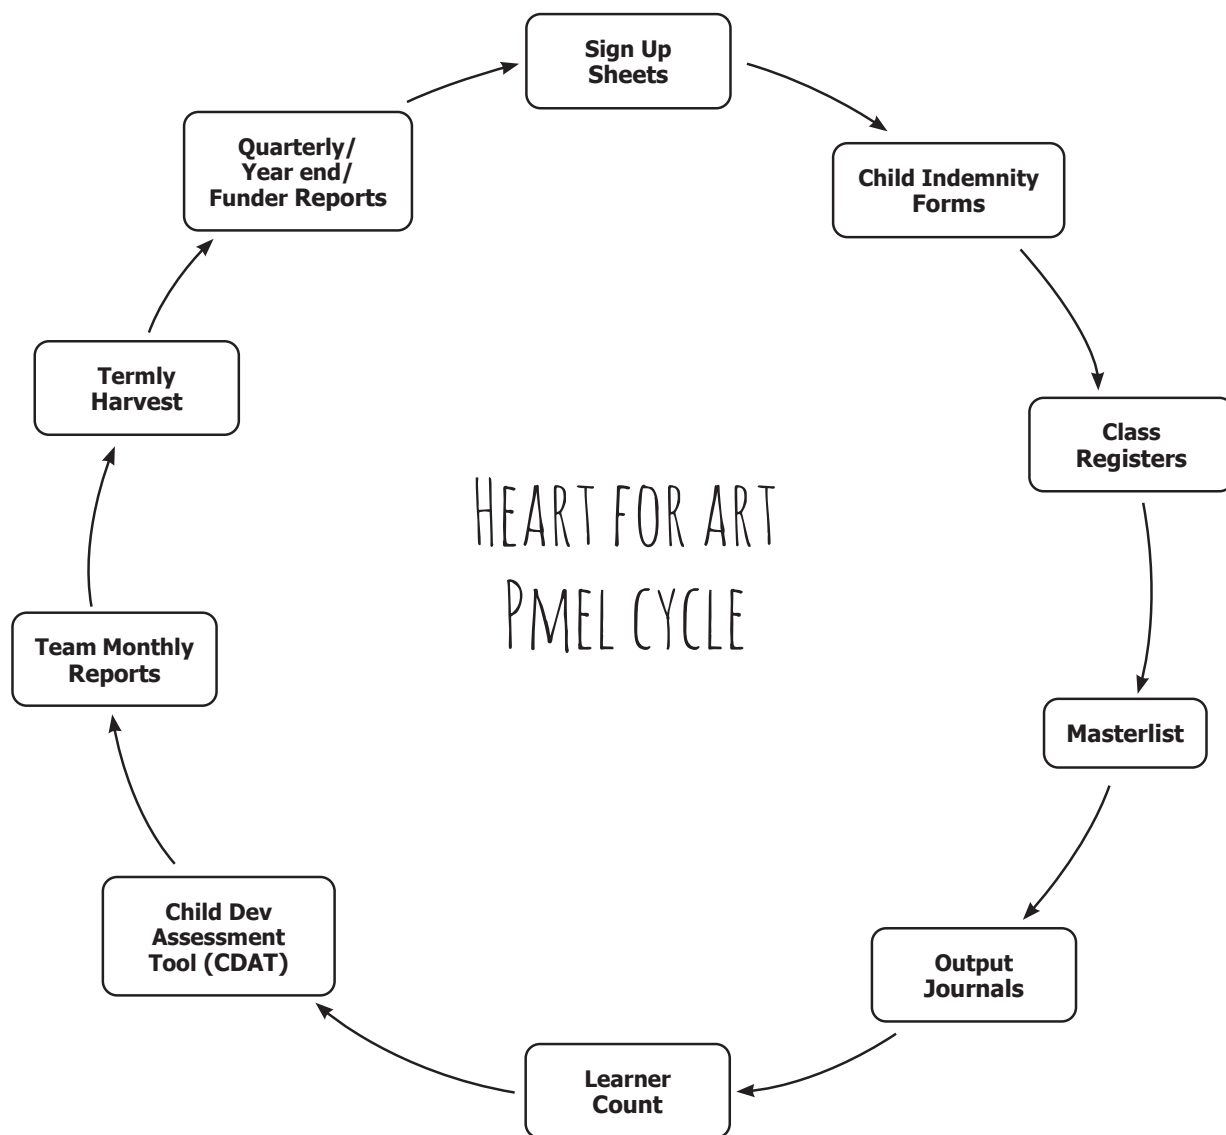 Sign Up
Sheets
Child Indemnity
Forms
Class
Registers
Masterlist
Output
Journals
Learner
Count
Child Dev
Assessment
Tool (CDAT)
Team Monthly
Reports
Termly
Harvest
Quarterly/
Year end/
Funder Reports
HEART FOR ART
PMEL CYCLE